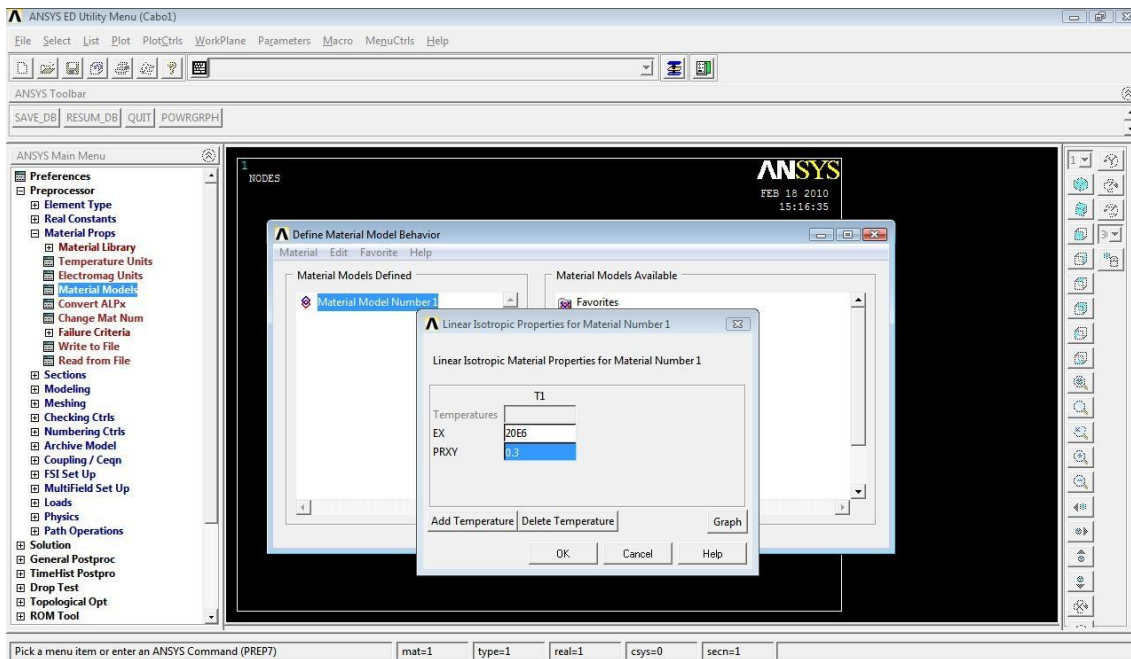 ANSYS ED Utility Menu (Cabo1)
File Select List Plot PlotCtrls WorkPlane Parameters Macro MenuCtrls Help
ANSYS Toolbar
SAVE_DB RESUM_DB QUIT POWRGRPH
ANSYS Main Menu
Preferences
Preprocessor
Element Type
Real Constants
Material Props
Material Library
Temperature Units
Electromag Units
Material Models
Convert ALPx
Change Mat Num
Failure Criteria
Write to File
Read from File
Sections
Modeling
Meshing
Checking Ctrls
Numbering Ctrls
Archive Model
Coupling / Ceqn
FSI Set Up
MultiField Set Up
Loads
Physics
Path Operations
Solution
General Postproc
TimeHist Postpro
Drop Test
Topological Opt
ROM Tool
1
NODES
ANSYS
FEB 18 2010
15:16:35
Define Material Model Behavior
Material Edit Favorite Help
Material Models Defined
Material Models Available
Material Model Number 1
Favorites
Linear Isotropic Properties for Material Number 1
Linear Isotropic Material Properties for Material Number 1
T1
Temperatures
EX 20E6
PRXY 0.3
Add Temperature Delete Temperature Graph
OK Cancel Help
1
3
Pick a menu item or enter an ANSYS Command (PREP7) mat=1 type=1 real=1 csys=0 secn=1